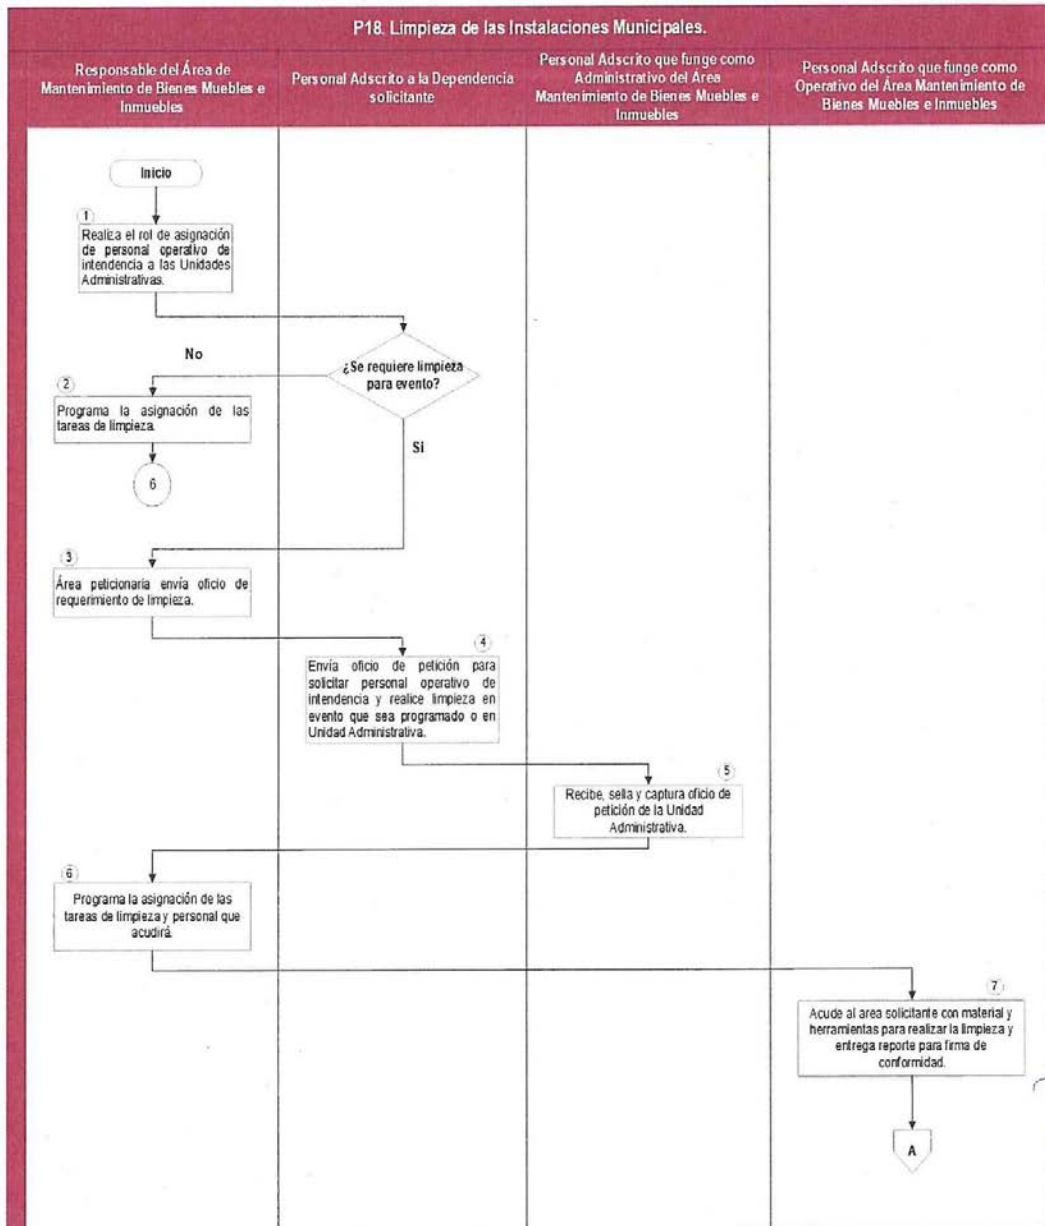 P18. Limpieza de las Instalaciones Municipales.
Responsable del Área de
Mantenimiento de Bienes Muebles e
Inmuebles
Personal Adscrito a la Dependencia
solicitante
Personal Adscrito que funge como
Administrativo del Área
Mantenimiento de Bienes Muebles e
Inmuebles
Personal Adscrito que funge como
Operativo del Área Mantenimiento de
Bienes Muebles e Inmuebles
Inicio
1
Realiza el rol de asignación
de personal operativo de
intendencia a las Unidades
Administrativas.
¿Se requiere limpieza
para evento?
No
2
Programa la asignación de las
tareas de limpieza.
6
Si
3
Área peticionaria envía oficio de
requerimiento de limpieza.
4
Envía oficio de petición para
solicitar personal operativo de
intendencia y realice limpieza en
evento que sea programado o en
Unidad Administrativa.
5
Recibe, sella y captura oficio de
petición de la Unidad
Administrativa.
6
Programa la asignación de las
tareas de limpieza y personal que
acudirá.
7
Acude al area solicitante con material y
herramientas para realizar la limpieza y
entrega reporte para firma de
conformidad.
A